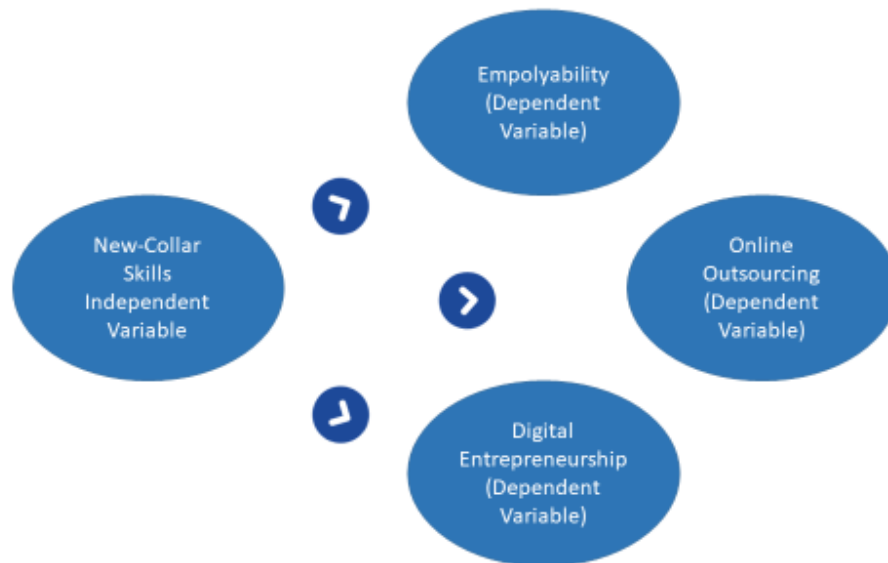 Empolyability
(Dependent
Variable)
New-Collar
Skills
Independent
Variable
Online
Outsourcing
(Dependent
Variable)
Digital
Entrepreneurship
(Dependent
Variable)